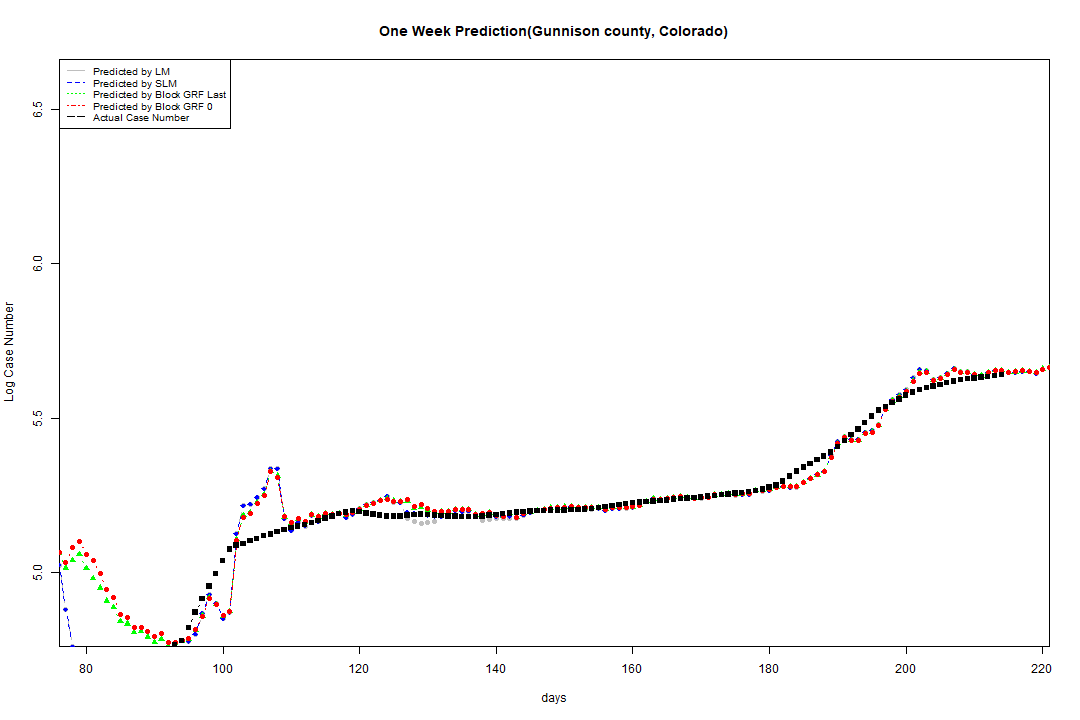 One Week Prediction(Gunnison county, Colorado)
Predicted by LM
Predicted by SLM
Predicted by Block GRF Last
Predicted by Block GRF 0
Actual Case Number
6.5
6.0
5.5
5.0
Log Case Number
80 100 120 140 160 180 200 220
days